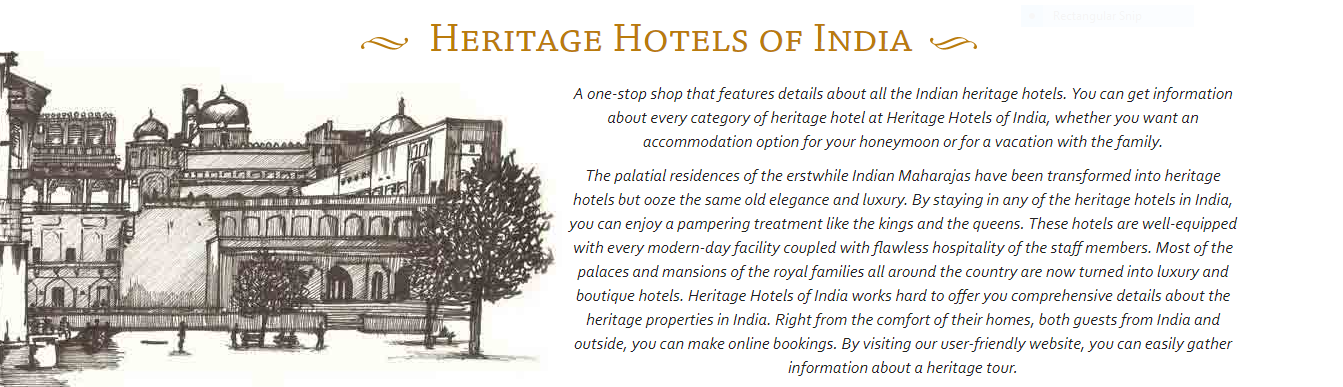 Rectangular Snip
HERITAGE HOTELS OF INDIA
A one-stop shop that features details about all the Indian heritage hotels. You can get information
about every category of heritage hotel at Heritage Hotels of India, whether you want an
accommodation option for your honeymoon or for a vacation with the family.
The palatial residences of the erstwhile Indian Maharajas have been transformed into heritage
hotels but ooze the same old elegance and luxury. By staying in any of the heritage hotels in India,
you can enjoy a pampering treatment like the kings and the queens. These hotels are well-equipped
with every modern-day facility coupled with flawless hospitality of the staff members. Most of the
palaces and mansions of the royal families all around the country are now turned into luxury and
boutique hotels. Heritage Hotels of India works hard to offer you comprehensive details about the
heritage properties in India. Right from the comfort of their homes, both guests from India and
outside, you can make online bookings. By visiting our user-friendly website, you can easily gather
information about a heritage tour.